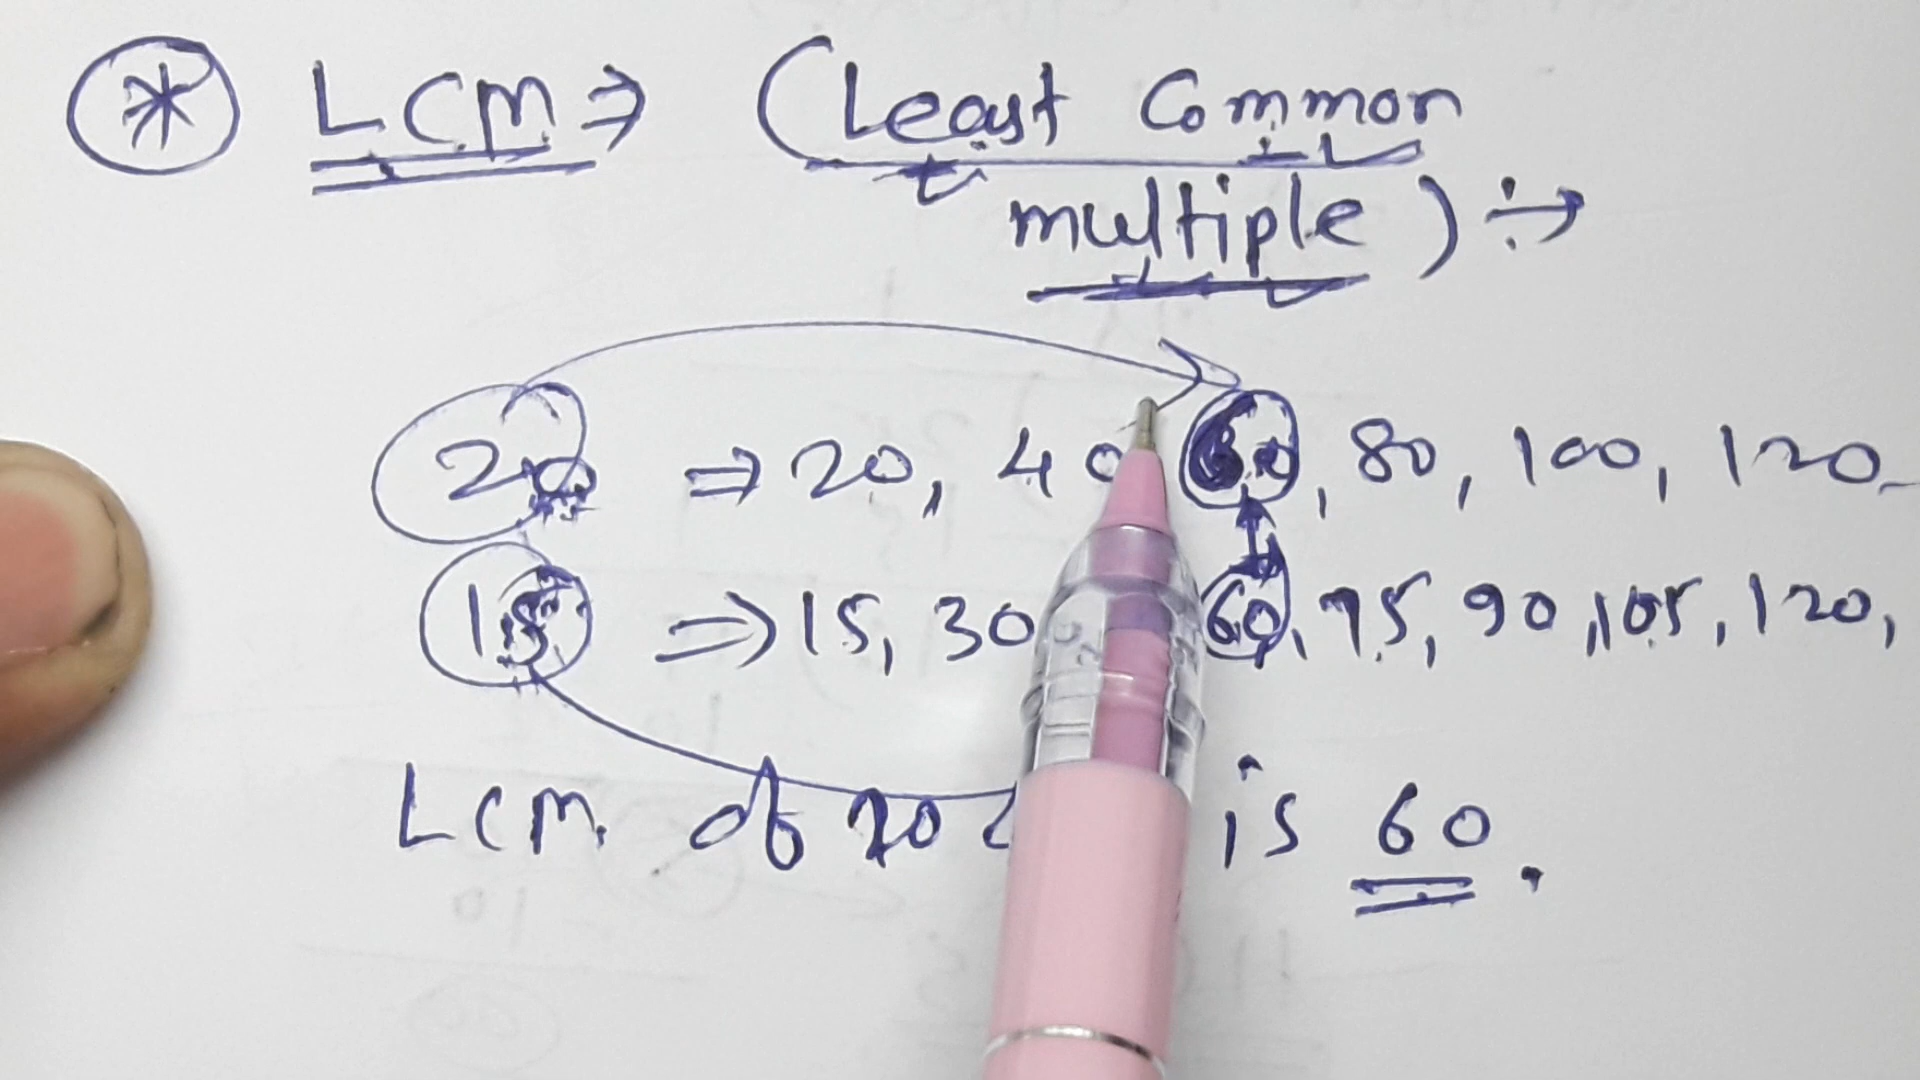 * LCM ⇒ (Least Common
multiple) ÷→
20 ⇒ 20, 40 60, 80, 100, 120
15 ⇒ 15, 30 60, 75, 90, 105, 120,
LCM of 20 is 60.